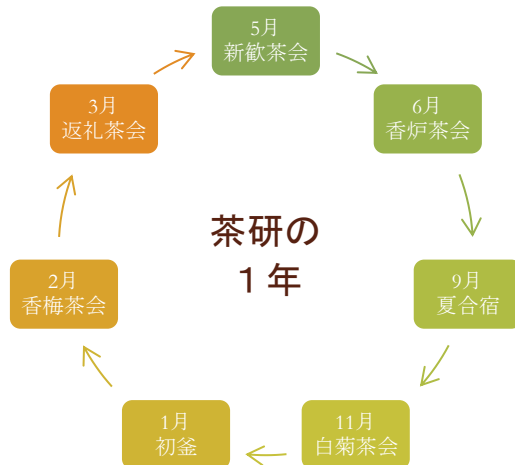 茶研の
１年
5月
新歓茶会
6月
香炉茶会
9月
夏合宿
11月
白菊茶会
1月
初釜
2月
香梅茶会
3月
返礼茶会